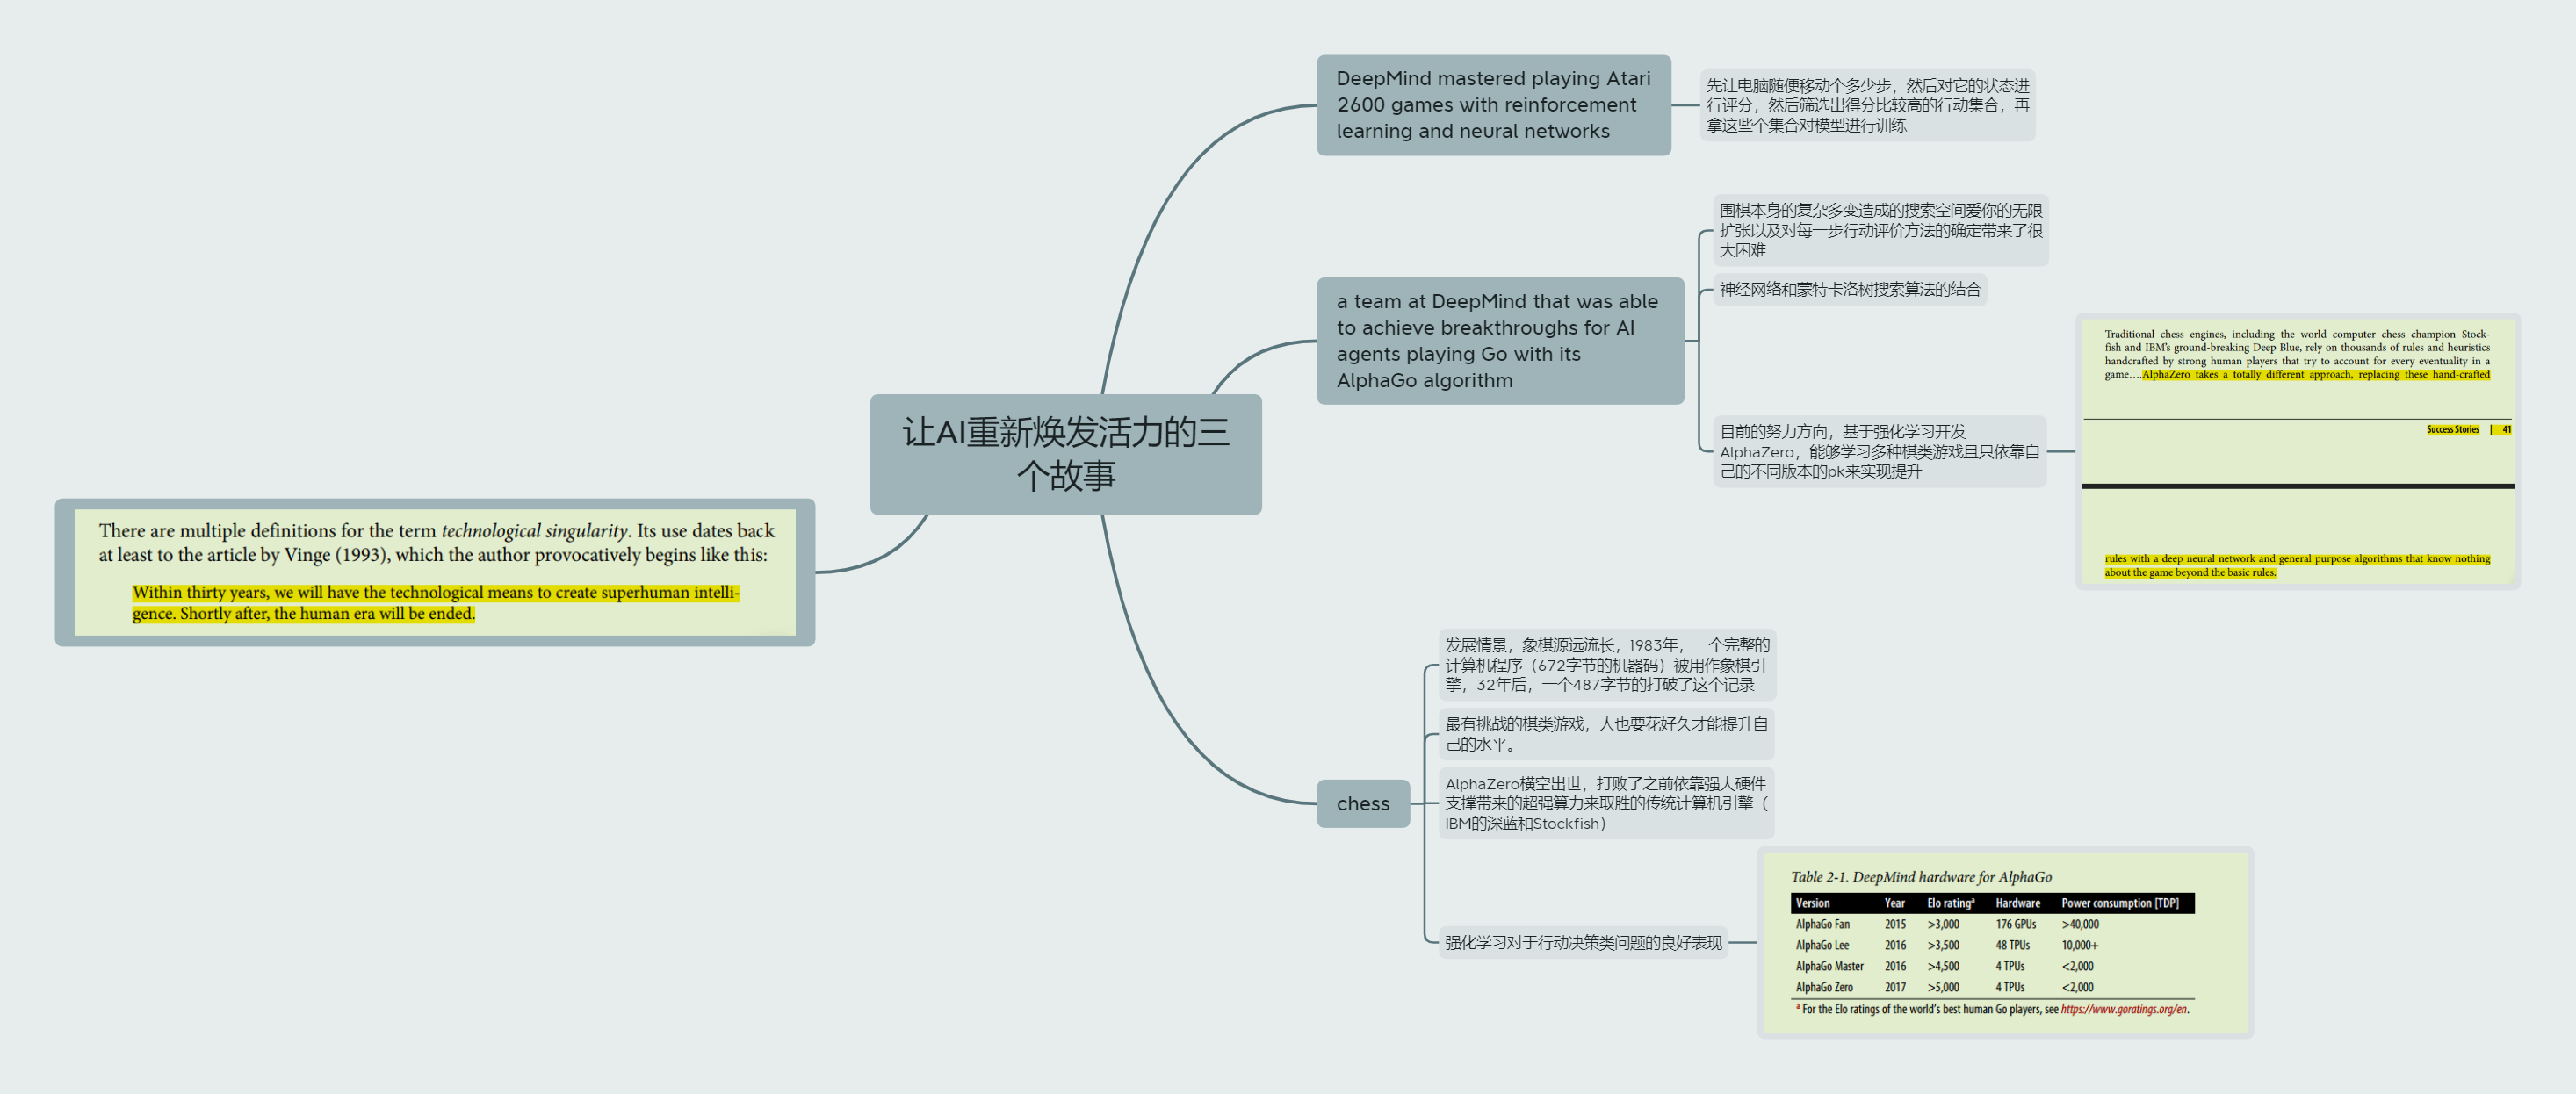 让AI重新焕发活力的三
个故事
There are multiple definitions for the term technological singularity. Its use dates back
at least to the article by Vinge (1993), which the author provocatively begins like this:
Within thirty years, we will have the technological means to create superhuman intelli-
gence. Shortly after, the human era will be ended.
DeepMind mastered playing Atari
2600 games with reinforcement
learning and neural networks
先让电脑随便移动个多少步，然后对它的状态进
行评分，然后筛选出得分比较高的行动集合，再
拿这些个集合对模型进行训练
a team at DeepMind that was able
to achieve breakthroughs for AI
agents playing Go with its
AlphaGo algorithm
围棋本身的复杂多变造成的搜索空间爱你的无限
扩张以及对每一步行动评价方法的确定带来了很
大困难
神经网络和蒙特卡洛树搜索算法的结合
目前的努力方向，基于强化学习开发
AlphaZero，能够学习多种棋类游戏且只依靠自
己的不同版本的pk来实现提升
Traditional chess engines, including the world computer chess champion Stock-
fish and IBM's ground-breaking Deep Blue, rely on thousands of rules and heuristics
handcrafted by strong human players that try to account for every eventuality in a
game.…AlphaZero takes a totally different approach, replacing these hand-crafted
Success Stories | 41
rules with a deep neural network and general purpose algorithms that know nothing
about the game beyond the basic rules.
chess
发展情景，象棋源远流长，1983年，一个完整的
计算机程序（672字节的机器码）被用作象棋引
擎，32年后，一个487字节的打破了这个记录
最有挑战的棋类游戏，人也要花好久才能提升自
己的水平。
AlphaZero横空出世，打败了之前依靠强大硬件
支撑带来的超强算力来取胜的传统计算机引擎（
IBM的深蓝和Stockfish）
强化学习对于行动决策类问题的良好表现
Table 2-1. DeepMind hardware for AlphaGo
Version Year Elo ratingᵃ Hardware Power consumption [TDP]
AlphaGo Fan 2015 >3,000 176 GPUs >40,000
AlphaGo Lee 2016 >3,500 48 TPUs 10,000+
AlphaGo Master 2016 >4,500 4 TPUs <2,000
AlphaGo Zero 2017 >5,000 4 TPUs <2,000
ᵃ For the Elo ratings of the world's best human Go players, see https://www.goratings.org/en.